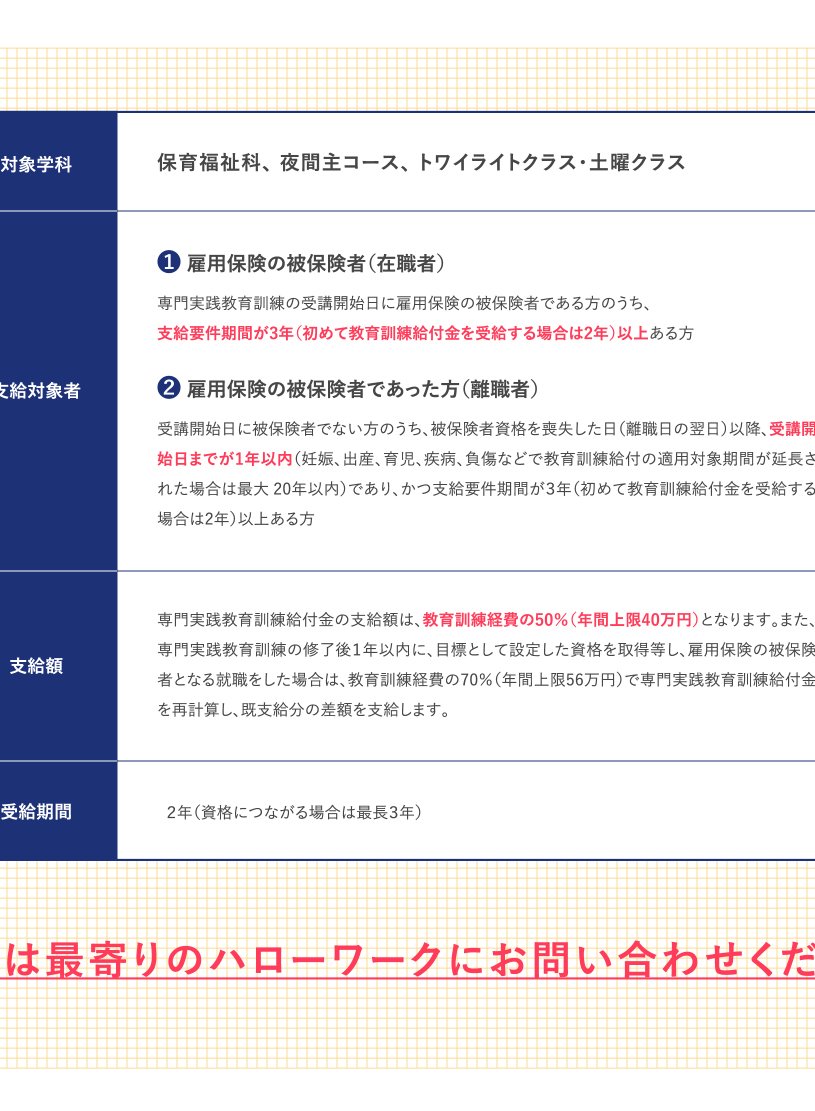 対象学科
保育福祉科、夜間主コース、トワイライトクラス・土曜クラス
支給対象者
❶ 雇用保険の被保険者（在職者）
専門実践教育訓練の受講開始日に雇用保険の被保険者である方のうち、
支給要件期間が3年（初めて教育訓練給付金を受給する場合は2年）以上ある方
❷ 雇用保険の被保険者であった方（離職者）
受講開始日に被保険者でない方のうち、被保険者資格を喪失した日（離職日の翌日）以降、受講開
始日までが1年以内（妊娠、出産、育児、疾病、負傷などで教育訓練給付の適用対象期間が延長さ
れた場合は最大 20年以内）であり、かつ支給要件期間が3年（初めて教育訓練給付金を受給する
場合は2年）以上ある方
支給額
専門実践教育訓練給付金の支給額は、教育訓練経費の50%（年間上限40万円）となります。また、
専門実践教育訓練の修了後1年以内に、目標として設定した資格を取得等し、雇用保険の被保険
者となる就職をした場合は、教育訓練経費の70%（年間上限56万円）で専門実践教育訓練給付金
を再計算し、既支給分の差額を支給します。
受給期間
2年（資格につながる場合は最長3年）
は最寄りのハローワークにお問い合わせくだ